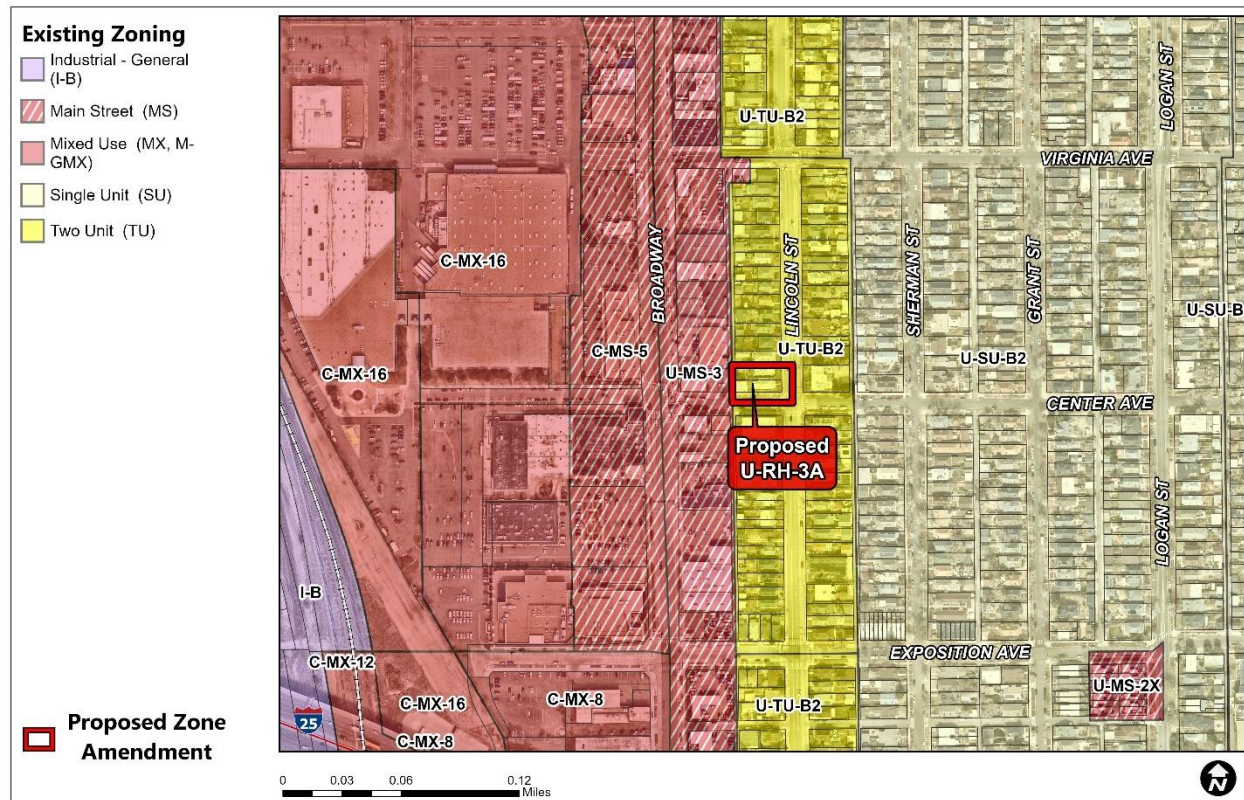 Existing Zoning
Industrial - General
(I-B)
Main Street (MS)
Mixed Use (MX, M-
GMX)
Single Unit (SU)
Two Unit (TU)
Proposed Zone
Amendment
U-TU-B2
LOGAN ST
VIRGINIA AVE
C-MX-16
BROADWAY
LINCOLN ST
SHERMAN ST
GRANT ST
U-SU-B
C-MX-16
C-MS-5
U-MS-3
U-TU-B2
U-SU-B2
CENTER AVE
Proposed
U-RH-3A
LOGAN ST
I-B
EXPOSITION AVE
C-MX-12
C-MX-16
C-MX-8
U-TU-B2
U-MS-2X
25
C-MX-8
0 0.03 0.06 0.12
Miles
N